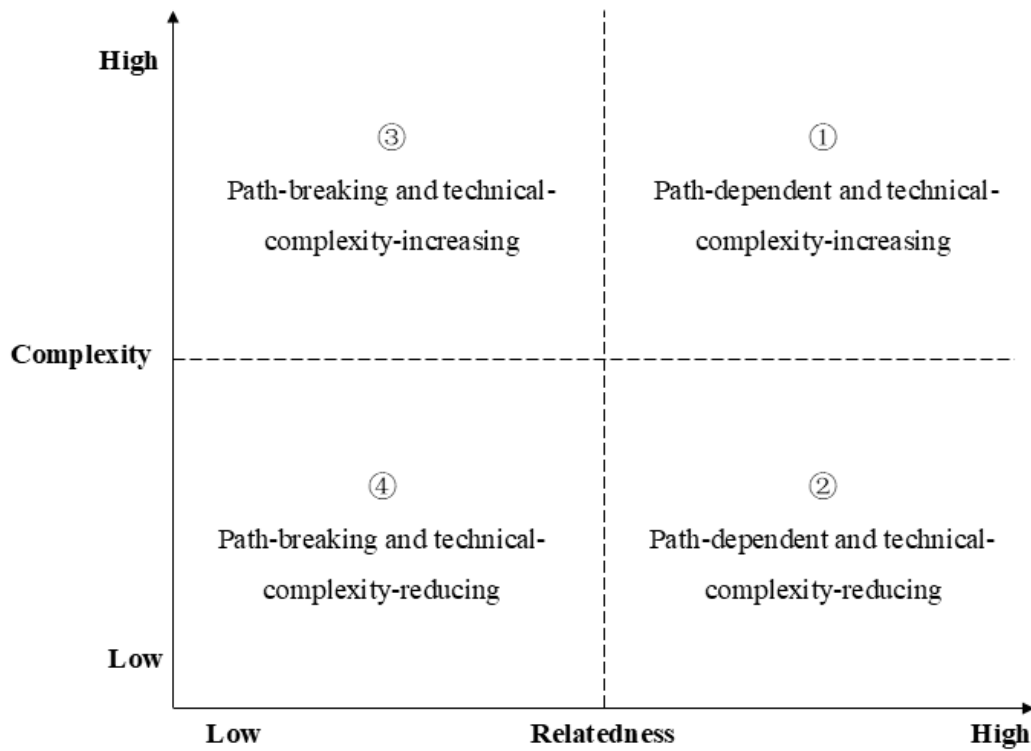 High
③
Path-breaking and technical-
complexity-increasing
①
Path-dependent and technical-
complexity-increasing
Complexity
④
Path-breaking and technical-
complexity-reducing
②
Path-dependent and technical-
complexity-reducing
Low
Low Relatedness High